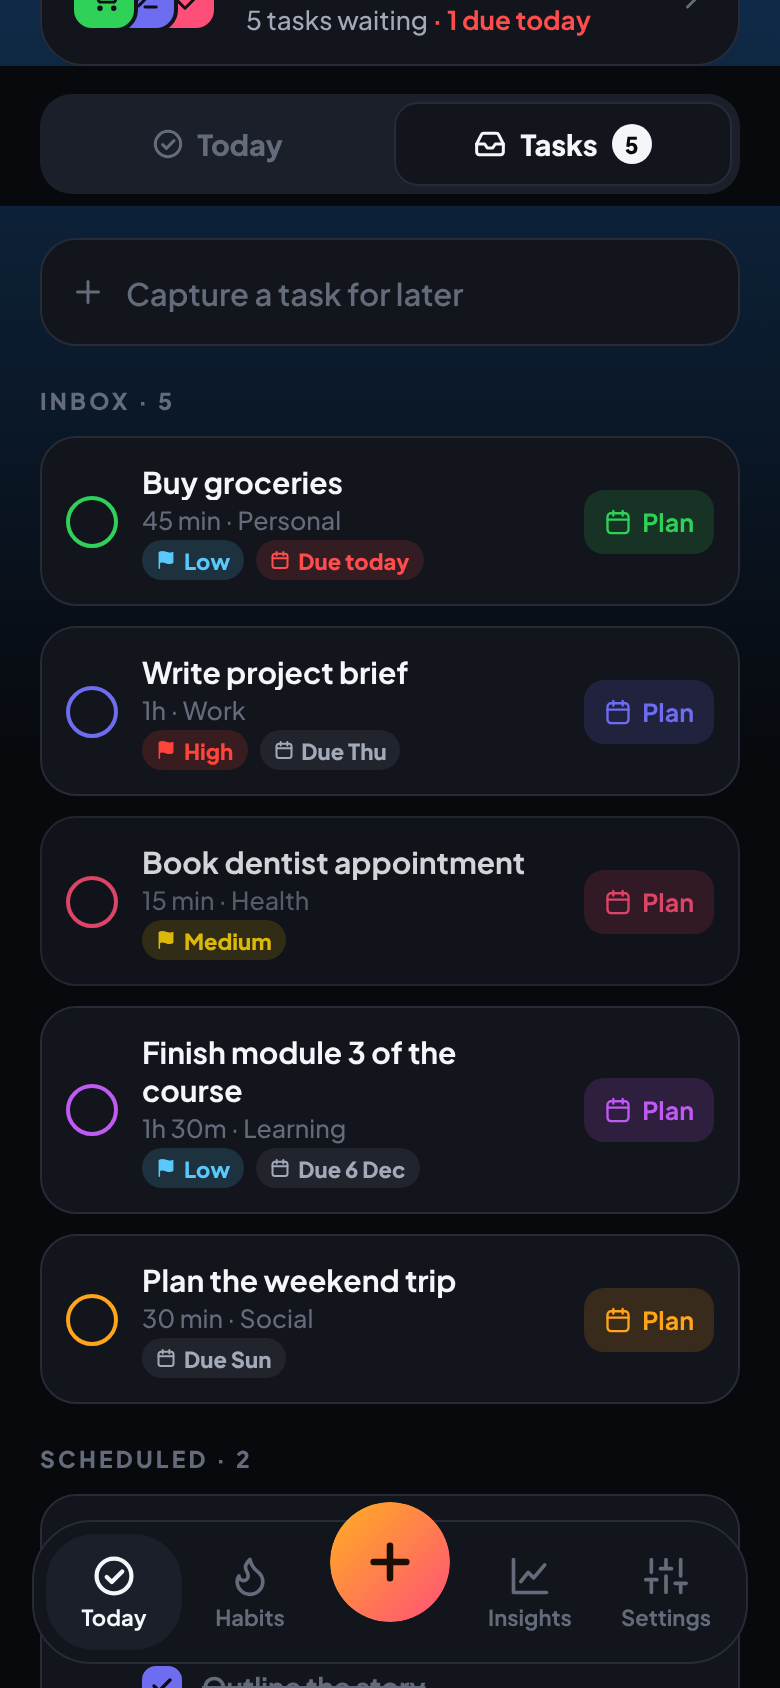 5 tasks waiting · 1 due today
Today
Tasks 5
Capture a task for later
INBOX · 5
Buy groceries
45 min · Personal
Low
Due today
Plan
Write project brief
1h · Work
High
Due Thu
Plan
Book dentist appointment
15 min · Health
Medium
Plan
Finish module 3 of the
course
1h 30m · Learning
Low
Due 6 Dec
Plan
Plan the weekend trip
30 min · Social
Due Sun
Plan
SCHEDULED · 2
Today
Habits
Insights
Settings
Outline the story